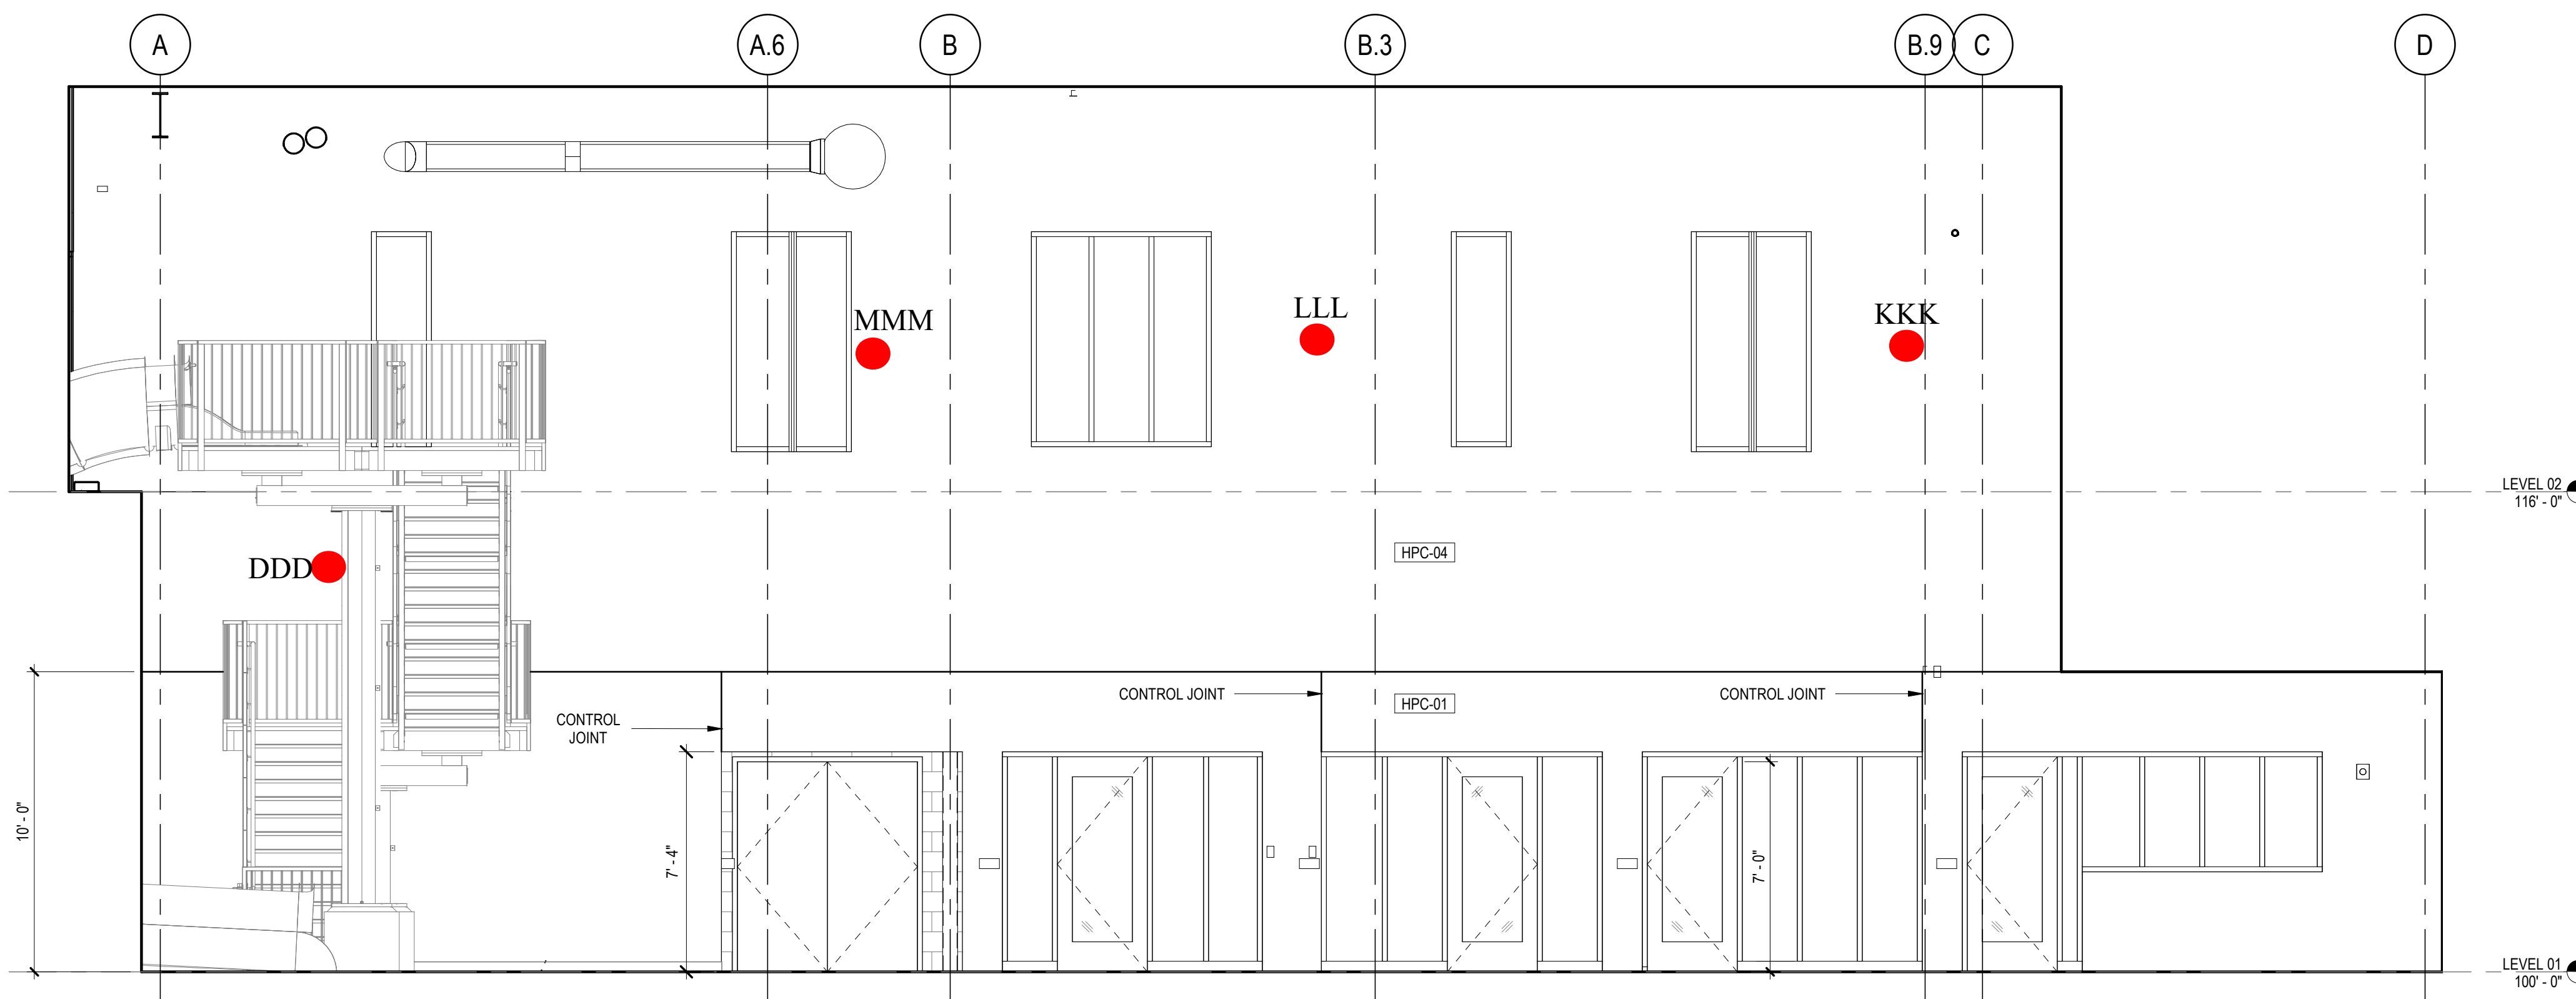 A
A.6
B
B.3
B.9
C
D
MMM
LLL
KKK
LEVEL 02
116' - 0"
HPC-04
DDD
CONTROL JOINT
HPC-01
CONTROL JOINT
CONTROL
JOINT
10' - 0"
7' - 4"
7' - 0"
LEVEL 01
100' - 0"